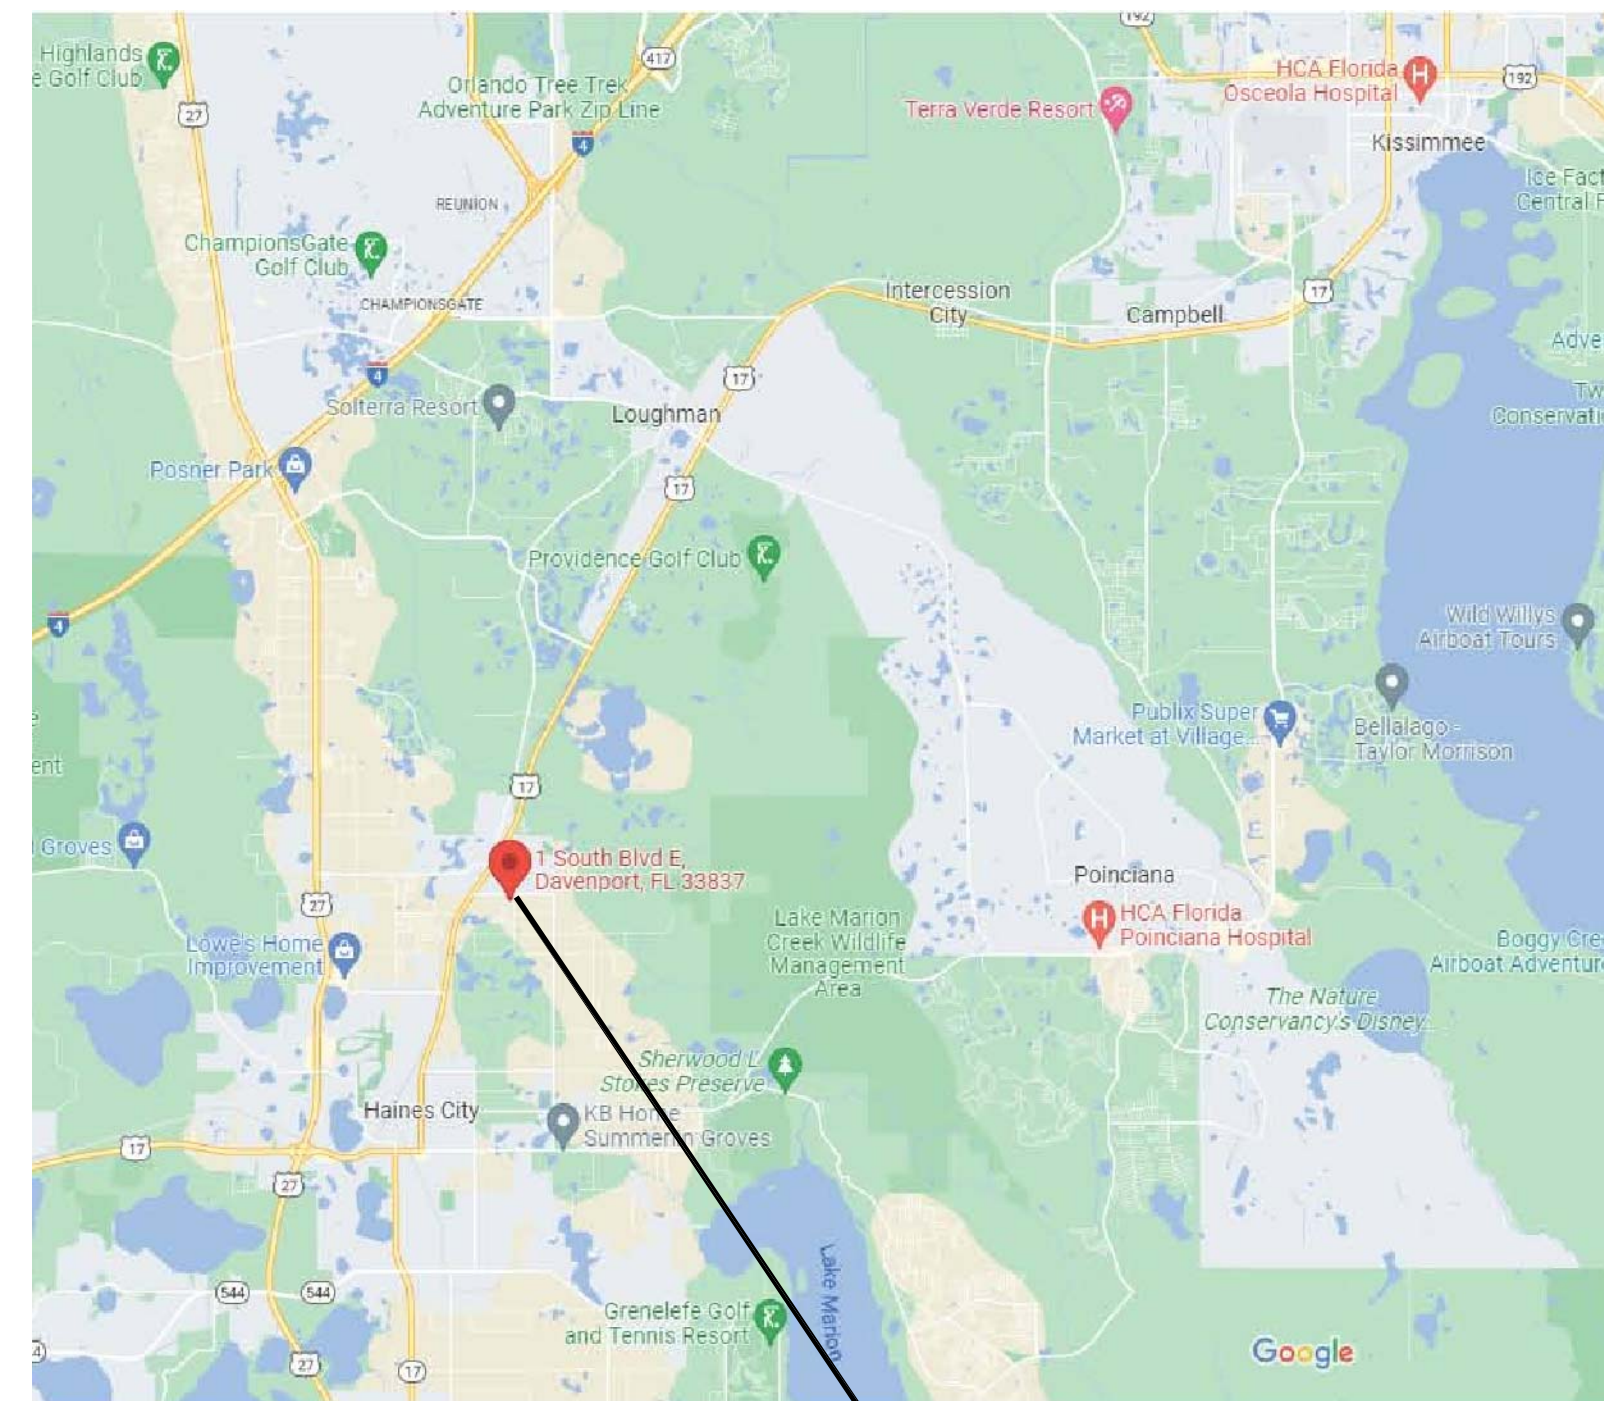 192
Highlands
e Golf Club
417
HCA Florida
Osceola Hospital
192
Orlando Tree Trek
Adventure Park Zip Line
Terra Verde Resort
27
4
Kissimmee
Ice Fact
Central F
REUNION
ChampionsGate
Golf Club
CHAMPIONSGATE
Intercession
City
17
Campbell
Adve
4
17
Solterra Resort
Loughman
Tw
Conservati
Posner Park
17
Providence Golf Club
4
Wild Willys
Airboat Tours
e
ent
Publix Super
Market at Village...
Bellalago -
Taylor Morrison
17
Groves
1 South Blvd E,
Davenport, FL 33837
Poinciana
27
HCA Florida
Poinciana Hospital
Lake Marion
Creek Wildlife
Management
Area
Lowe's Home
Improvement
Boggy Cre
Airboat Adventur
The Nature
Conservancy's Disney...
Sherwood L
Stokes Preserve
Haines City
KB Home
Summerlin Groves
17
27
Lake Marion
544
544
Grenelefe Golf
and Tennis Resort
4
27
17
Google